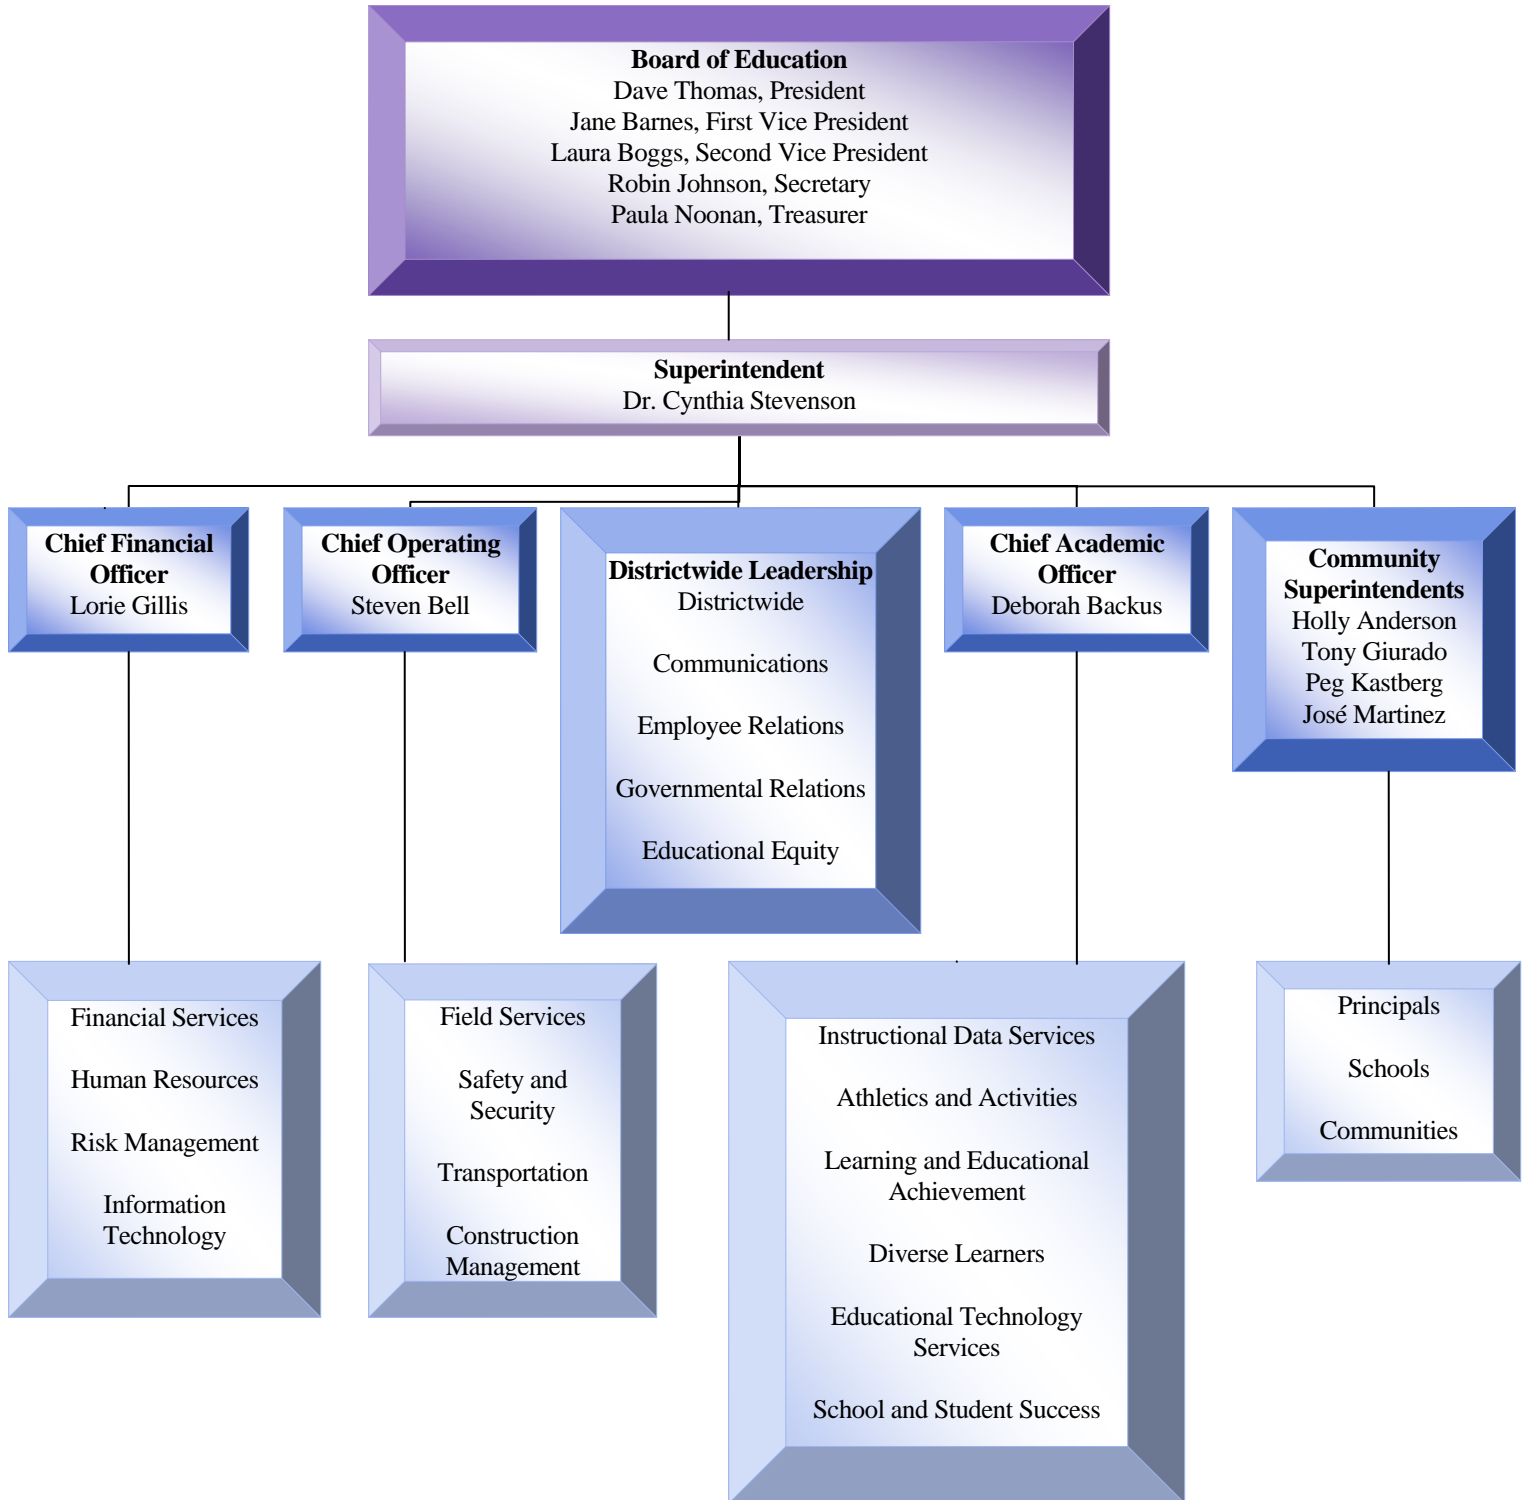 Board of Education
Dave Thomas, President
Jane Barnes, First Vice President
Laura Boggs, Second Vice President
Robin Johnson, Secretary
Paula Noonan, Treasurer
Superintendent
Dr. Cynthia Stevenson
Chief Financial
Officer
Lorie Gillis
Chief Operating
Officer
Steven Bell
Districtwide Leadership
Districtwide
Communications
Employee Relations
Governmental Relations
Educational Equity
Chief Academic
Officer
Deborah Backus
Community
Superintendents
Holly Anderson
Tony Giurado
Peg Kastberg
José Martinez
Financial Services
Human Resources
Risk Management
Information
Technology
Field Services
Safety and
Security
Transportation
Construction
Management
Instructional Data Services
Athletics and Activities
Learning and Educational
Achievement
Diverse Learners
Educational Technology
Services
School and Student Success
Principals
Schools
Communities